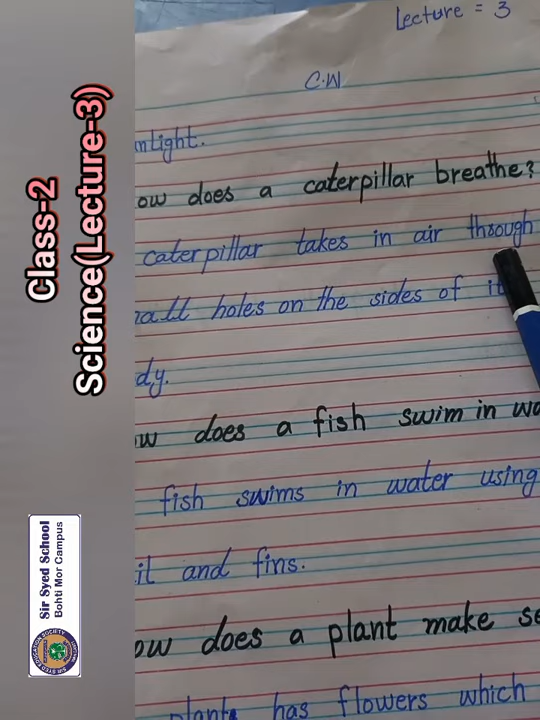 Class-2
Science(Lecture-3)
Sir Syed School
Bohti Mor Campus
Lecture = 3
C.W
nlight.
ow does a caterpillar breathe?
caterpillar takes in air through
all holes on the sides of it
dy.
w does a fish swim in wa
fish swims in water using
il and fins.
ow does a plant make se
plant has flowers which